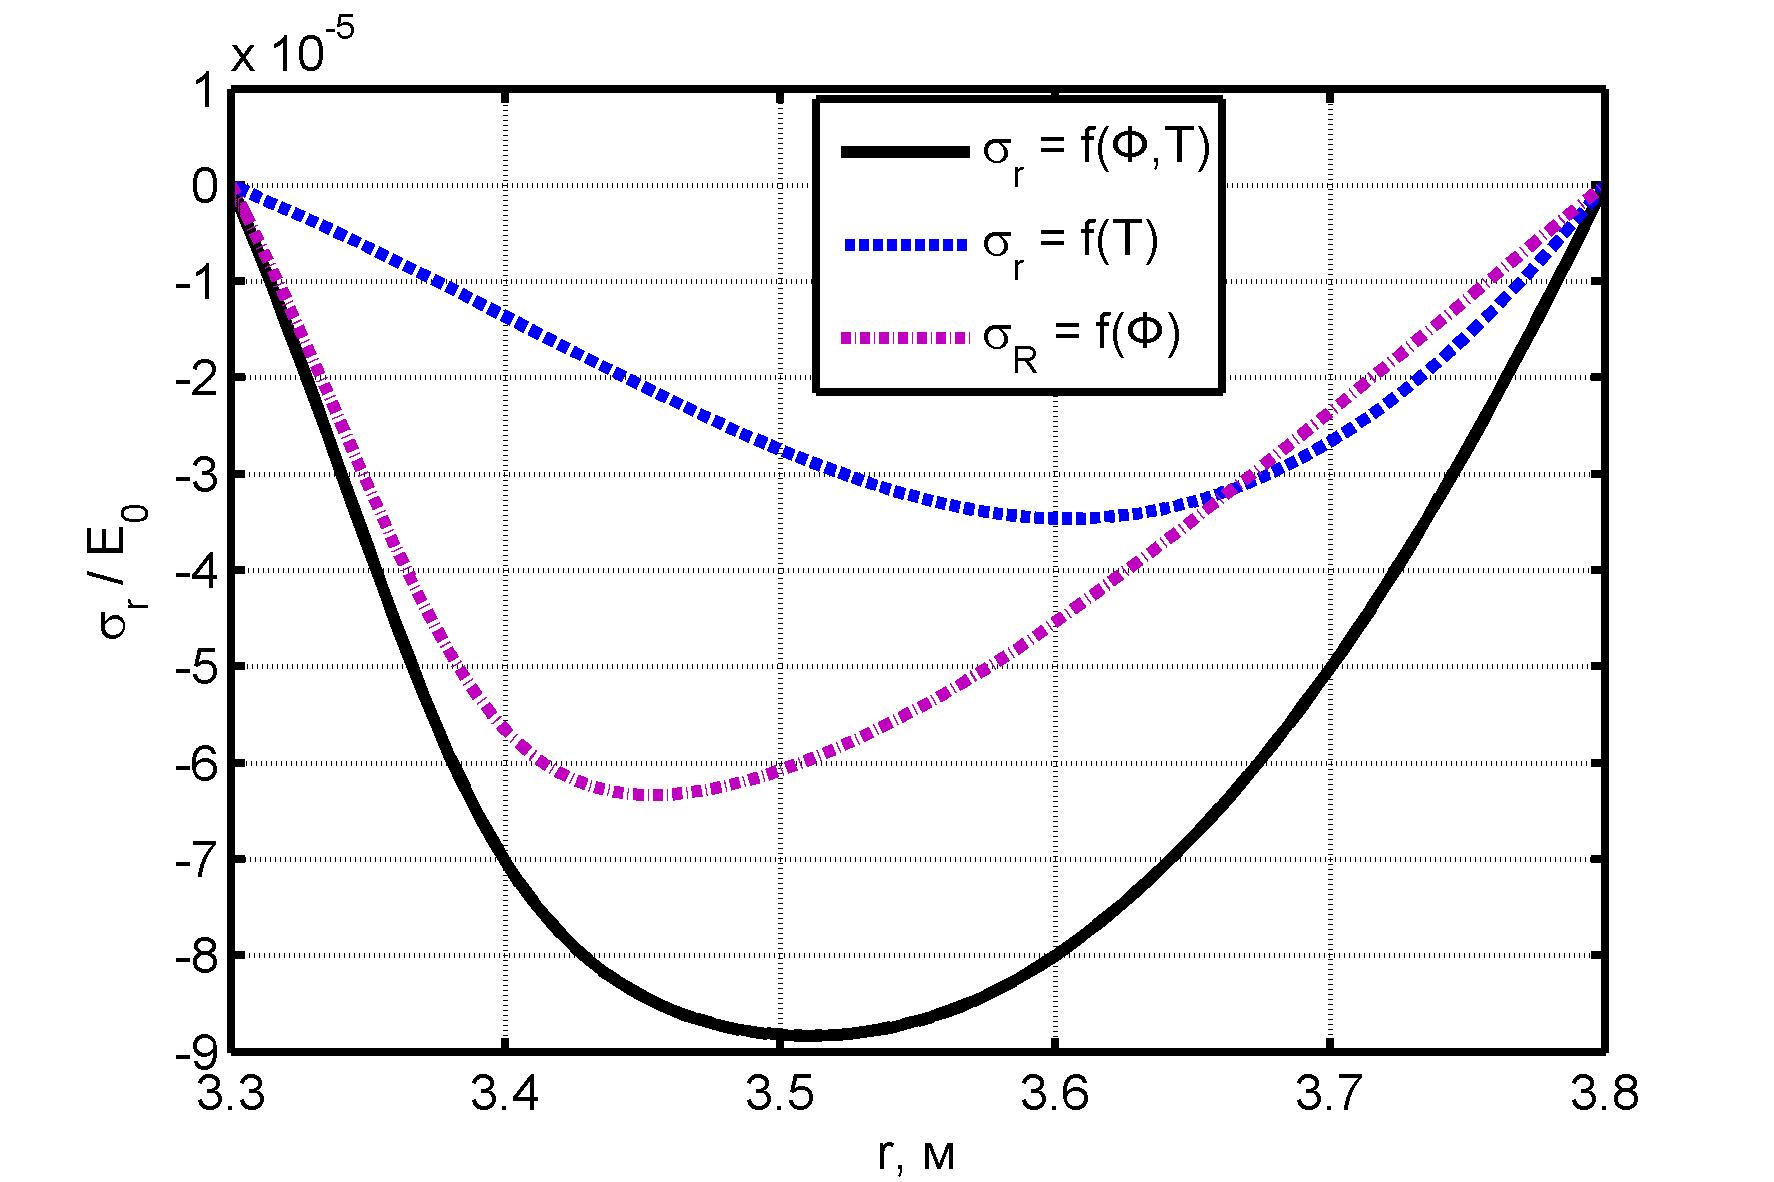 x 10⁻⁵
1
0
-1
-2
-3
-4
-5
-6
-7
-8
-9
σᵣ / E₀
σᵣ = f(Φ,T)
σᵣ = f(T)
σ_R = f(Φ)
3.3 3.4 3.5 3.6 3.7 3.8
r, м